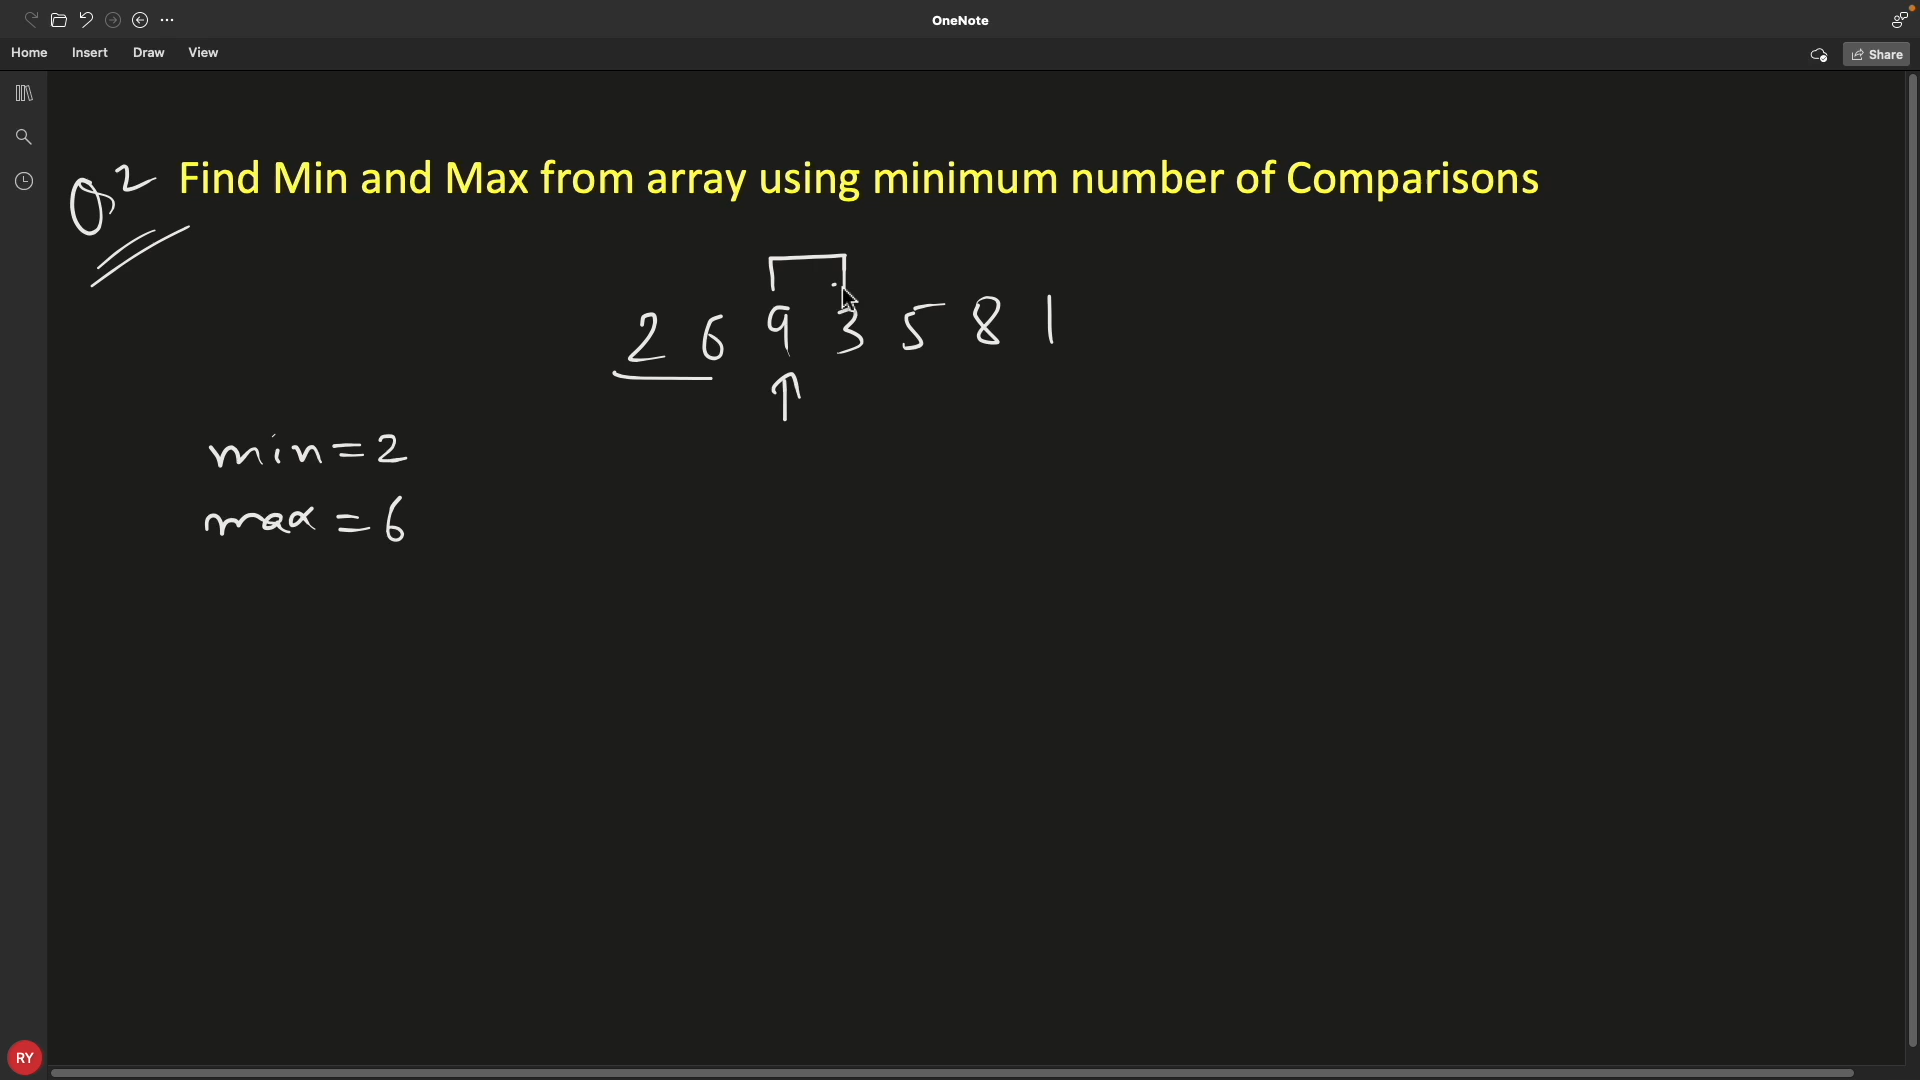 OneNote
Home Insert Draw View
Share
Q2 Find Min and Max from array using minimum number of Comparisons
2 6 9 3 5 8 1
min = 2
max = 6
RY